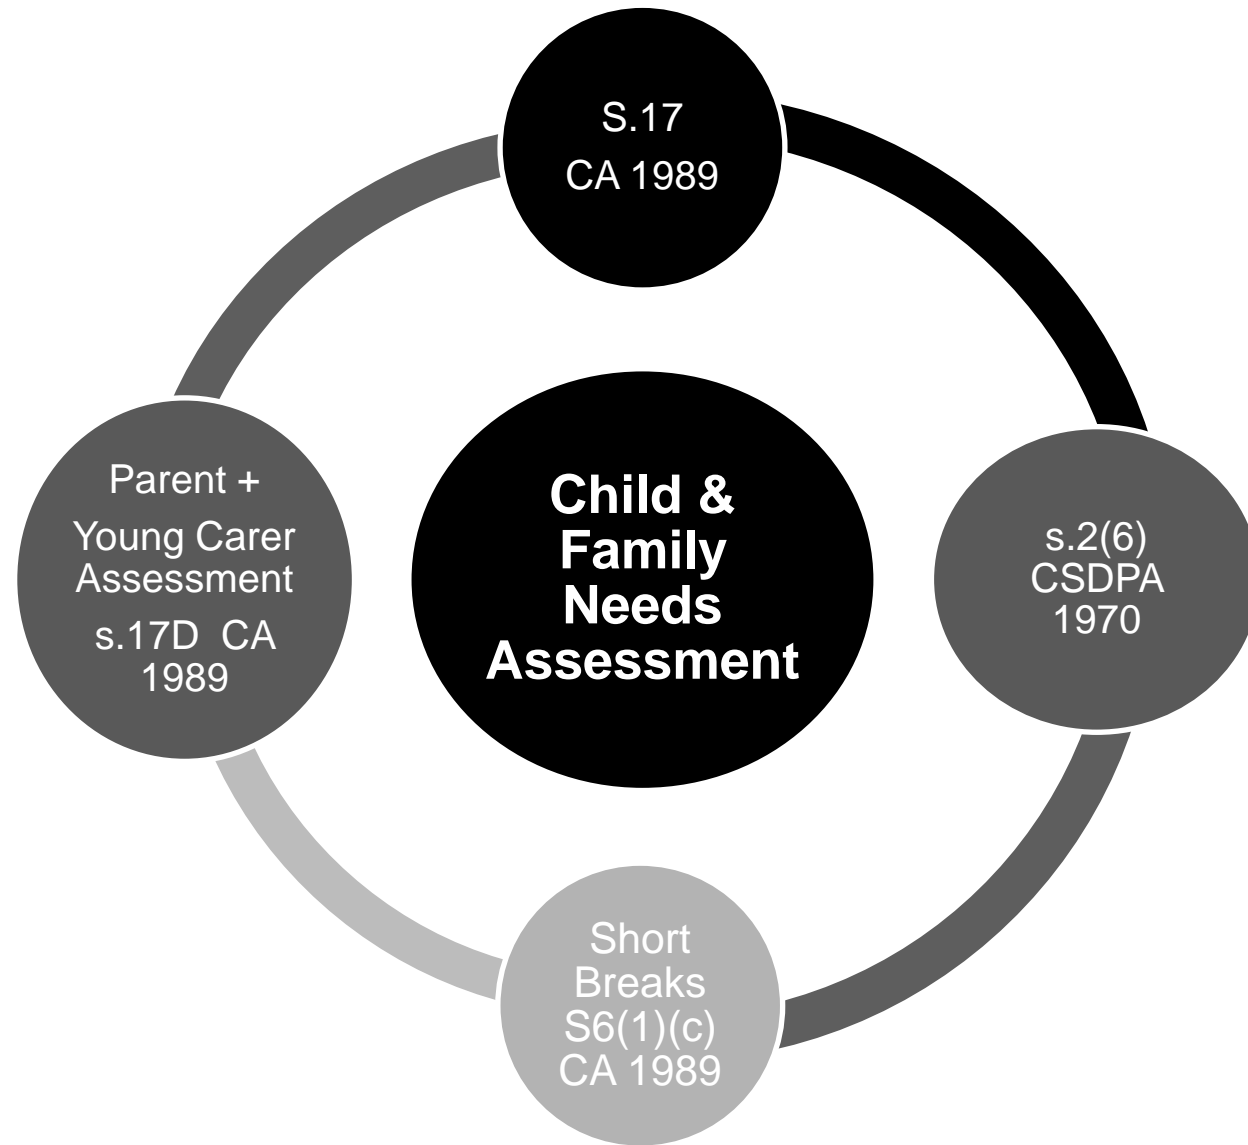 S.17
CA 1989
Parent +
Young Carer
Assessment
s.17D CA
1989
Child &
Family
Needs
Assessment
s.2(6)
CSDPA
1970
Short
Breaks
S6(1)(c)
CA 1989